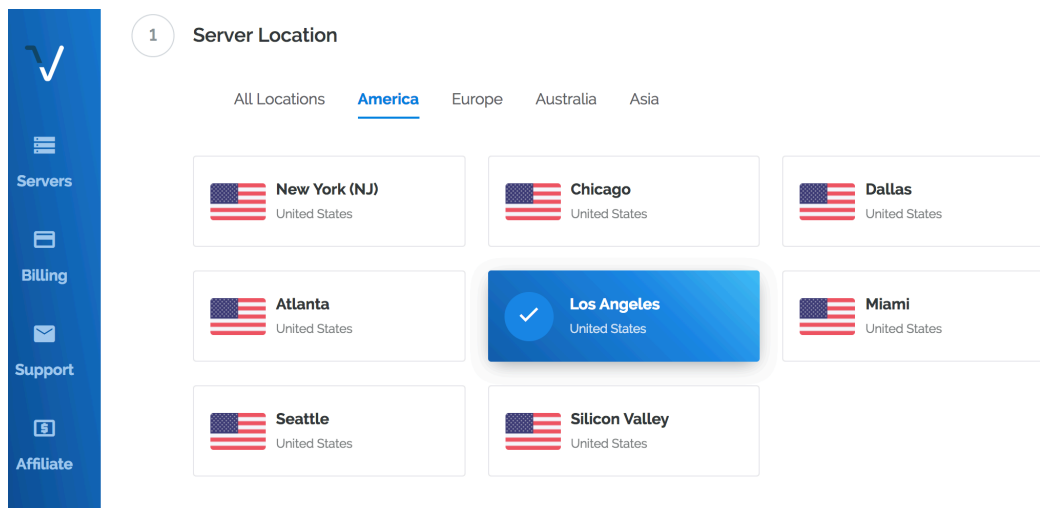 1 Server Location
All Locations America Europe Australia Asia
Servers
Billing
Support
Affiliate
New York (NJ)
United States
Chicago
United States
Dallas
United States
Atlanta
United States
Los Angeles
United States
Miami
United States
Seattle
United States
Silicon Valley
United States